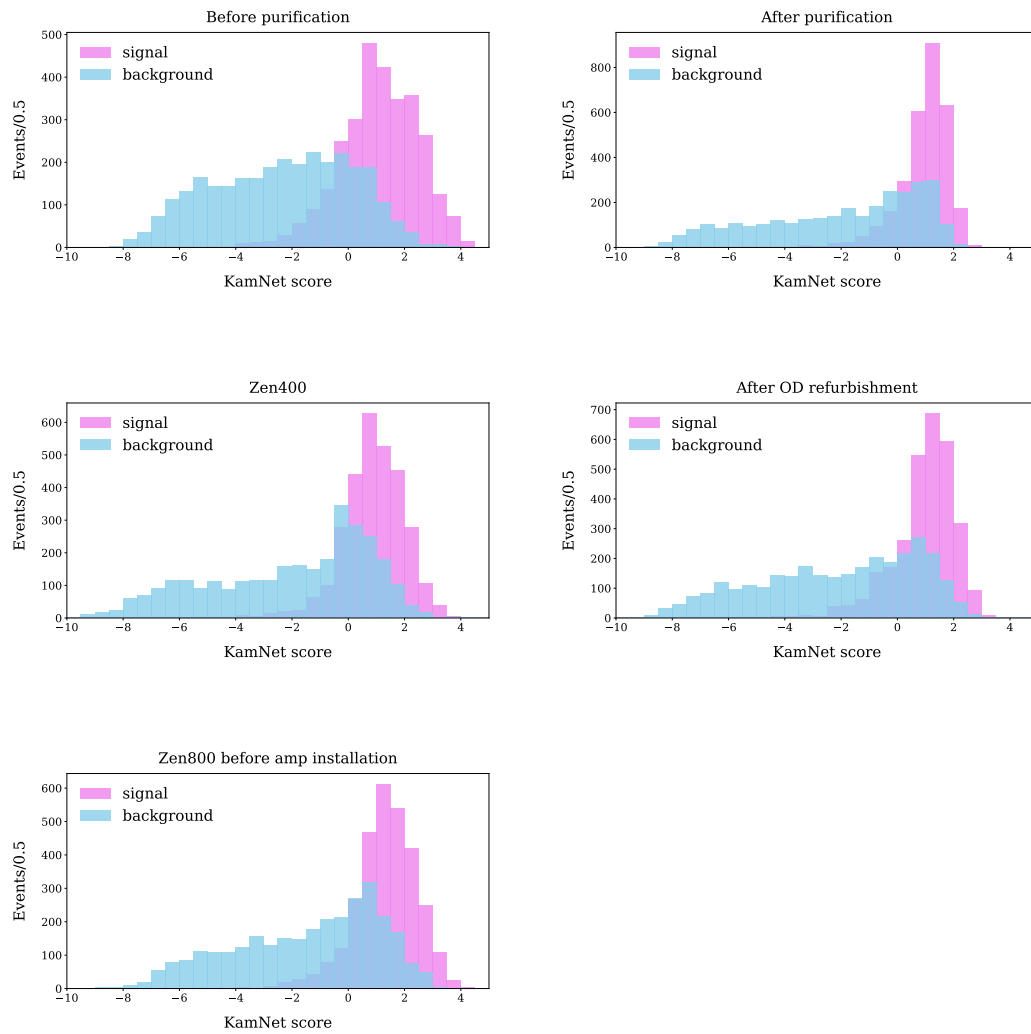 Before purification
signal
background
Events/0.5
500
400
300
200
100
0
−10
−8
−6
−4
−2
0
2
4
KamNet score
After purification
signal
background
Events/0.5
800
600
400
200
0
−10
−8
−6
−4
−2
0
2
4
KamNet score
Zen400
signal
background
Events/0.5
600
500
400
300
200
100
0
−10
−8
−6
−4
−2
0
2
4
KamNet score
After OD refurbishment
signal
background
Events/0.5
700
600
500
400
300
200
100
0
−10
−8
−6
−4
−2
0
2
4
KamNet score
Zen800 before amp installation
signal
background
Events/0.5
600
500
400
300
200
100
0
−10
−8
−6
−4
−2
0
2
4
KamNet score